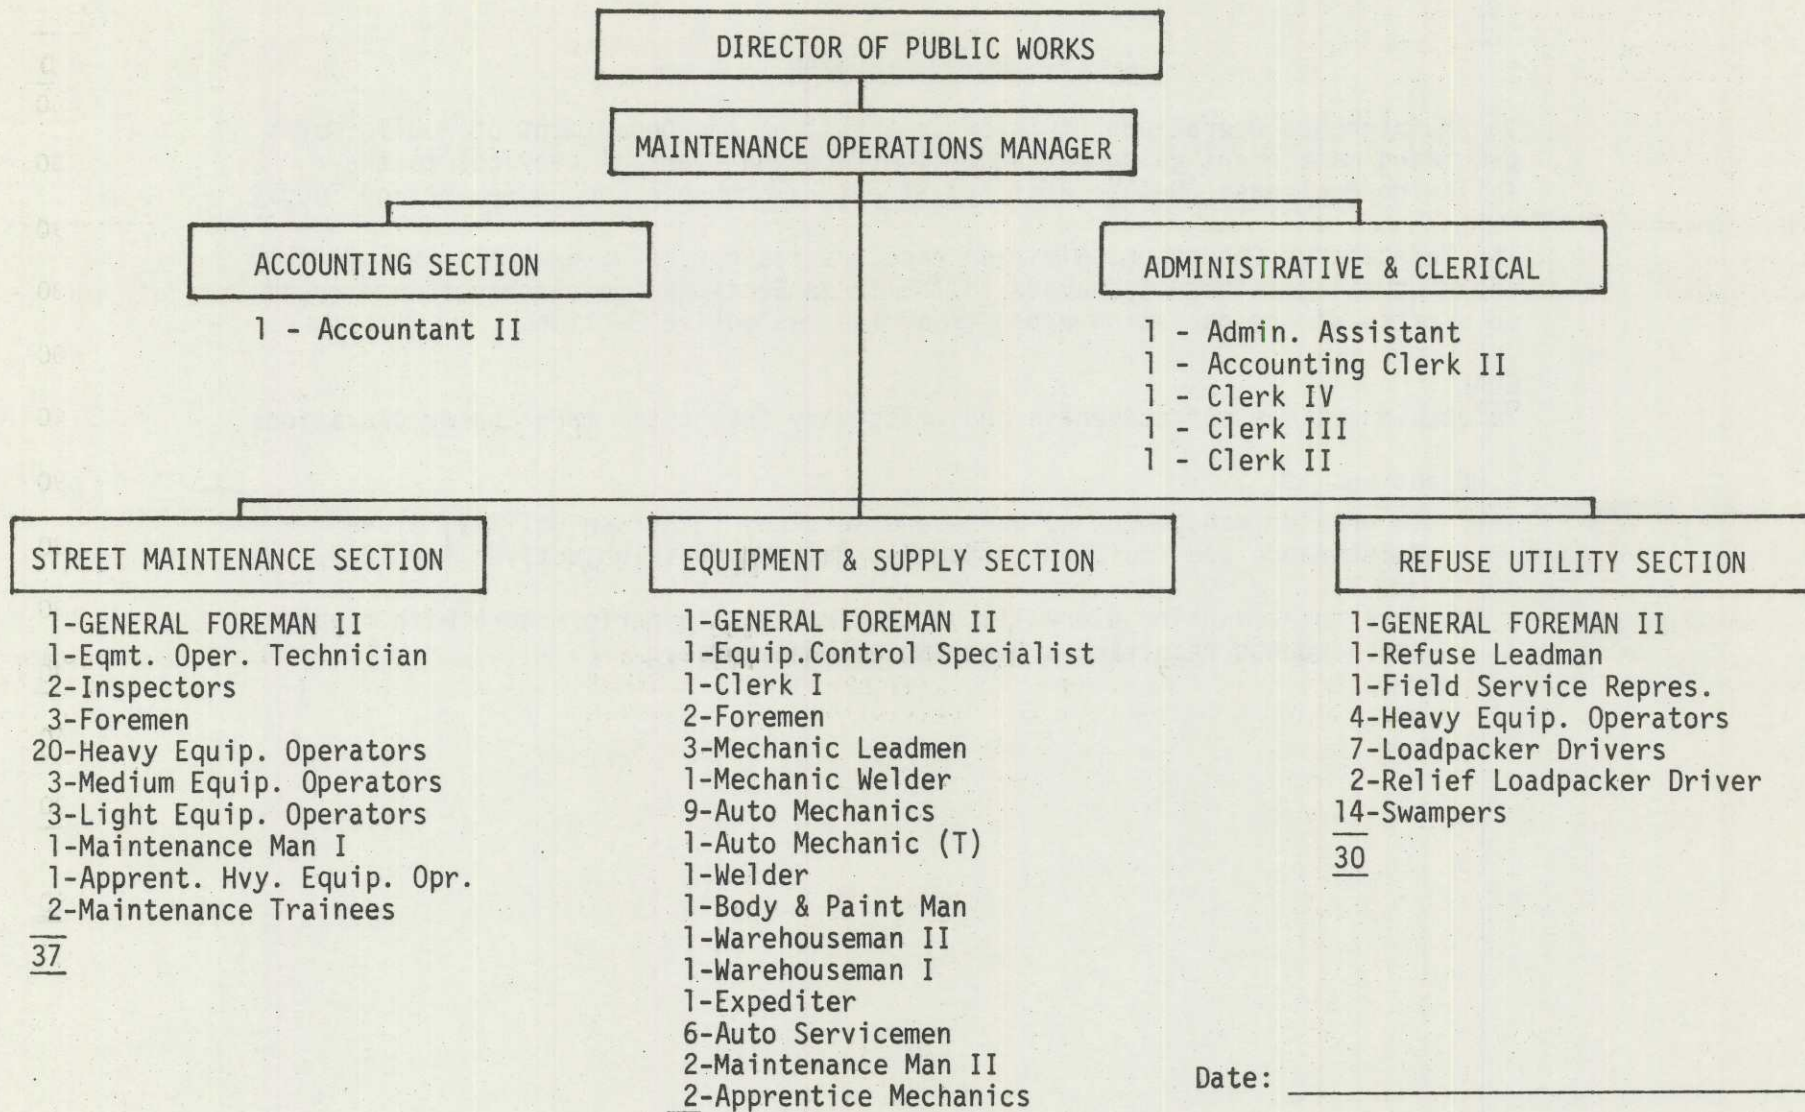 DIRECTOR OF PUBLIC WORKS
MAINTENANCE OPERATIONS MANAGER
ACCOUNTING SECTION
1 - Accountant II
ADMINISTRATIVE & CLERICAL
1 - Admin. Assistant
1 - Accounting Clerk II
1 - Clerk IV
1 - Clerk III
1 - Clerk II
STREET MAINTENANCE SECTION
1-GENERAL FOREMAN II
1-Eqmt. Oper. Technician
2-Inspectors
3-Foremen
20-Heavy Equip. Operators
3-Medium Equip. Operators
3-Light Equip. Operators
1-Maintenance Man I
1-Apprent. Hvy. Equip. Opr.
2-Maintenance Trainees
37
EQUIPMENT & SUPPLY SECTION
1-GENERAL FOREMAN II
1-Equip.Control Specialist
1-Clerk I
2-Foremen
3-Mechanic Leadmen
1-Mechanic Welder
9-Auto Mechanics
1-Auto Mechanic (T)
1-Welder
1-Body & Paint Man
1-Warehouseman II
1-Warehouseman I
1-Expediter
6-Auto Servicemen
2-Maintenance Man II
2-Apprentice Mechanics
REFUSE UTILITY SECTION
1-GENERAL FOREMAN II
1-Refuse Leadman
1-Field Service Repres.
4-Heavy Equip. Operators
7-Loadpacker Drivers
2-Relief Loadpacker Driver
14-Swampers
30
Date: